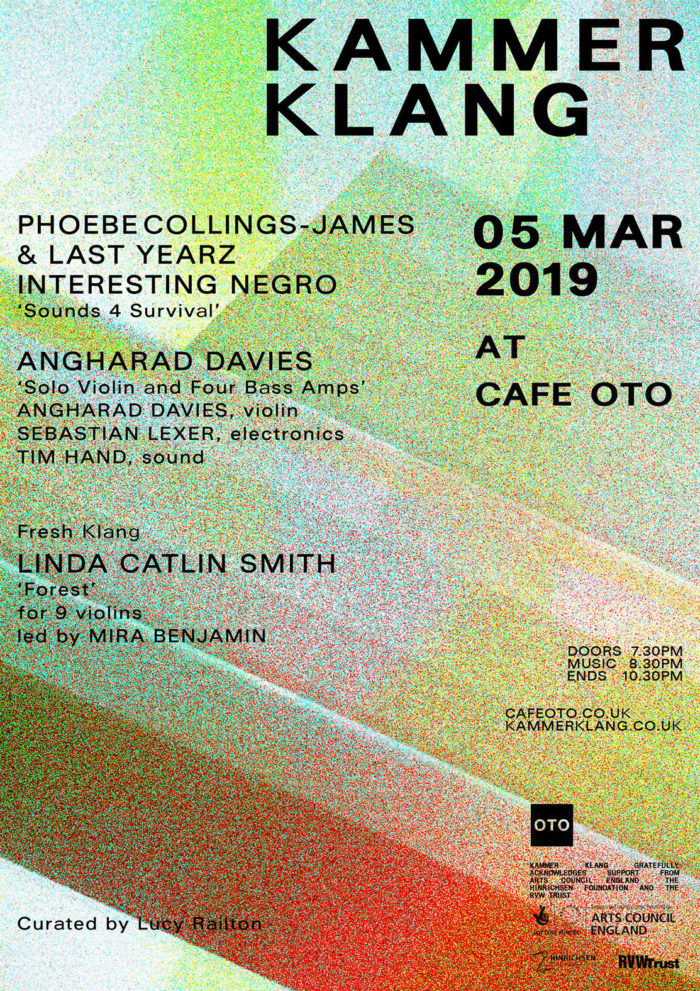 KAMMER
KLANG
PHOEBE COLLINGS-JAMES
& LAST YEARZ
INTERESTING NEGRO
‘Sounds 4 Survival’
05 MAR
2019
AT
CAFE OTO
ANGHARAD DAVIES
‘Solo Violin and Four Bass Amps’
ANGHARAD DAVIES, violin
SEBASTIAN LEXER, electronics
TIM HAND, sound
Fresh Klang
LINDA CATLIN SMITH
‘Forest’
for 9 violins
led by MIRA BENJAMIN
DOORS 7.30PM
MUSIC 8.30PM
ENDS 10.30PM
CAFEOTO.CO.UK
KAMMERKLANG.CO.UK
OTO
KAMMER KLANG GRATEFULLY
ACKNOWLEDGES SUPPORT FROM
ARTS COUNCIL ENGLAND, THE
HINRICHSEN FOUNDATION AND THE
RVW TRUST
ARTS COUNCIL
ENGLAND
HINRICHSEN
RVWTrust
Curated by Lucy Railton